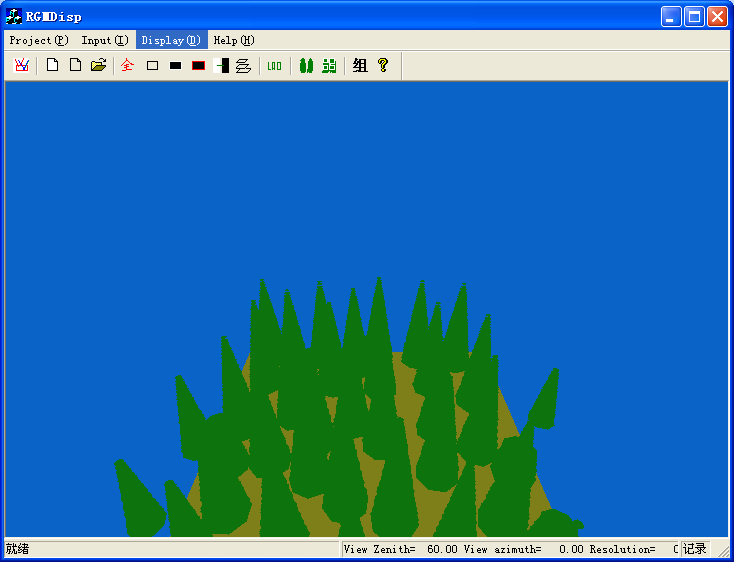 RGMDisp
Project(P) Input(I) Display(D) Help(H)
全 LAD 组 ?
就绪 View Zenith= 60.00 View azimuth= 0.00 Resolution= 记录